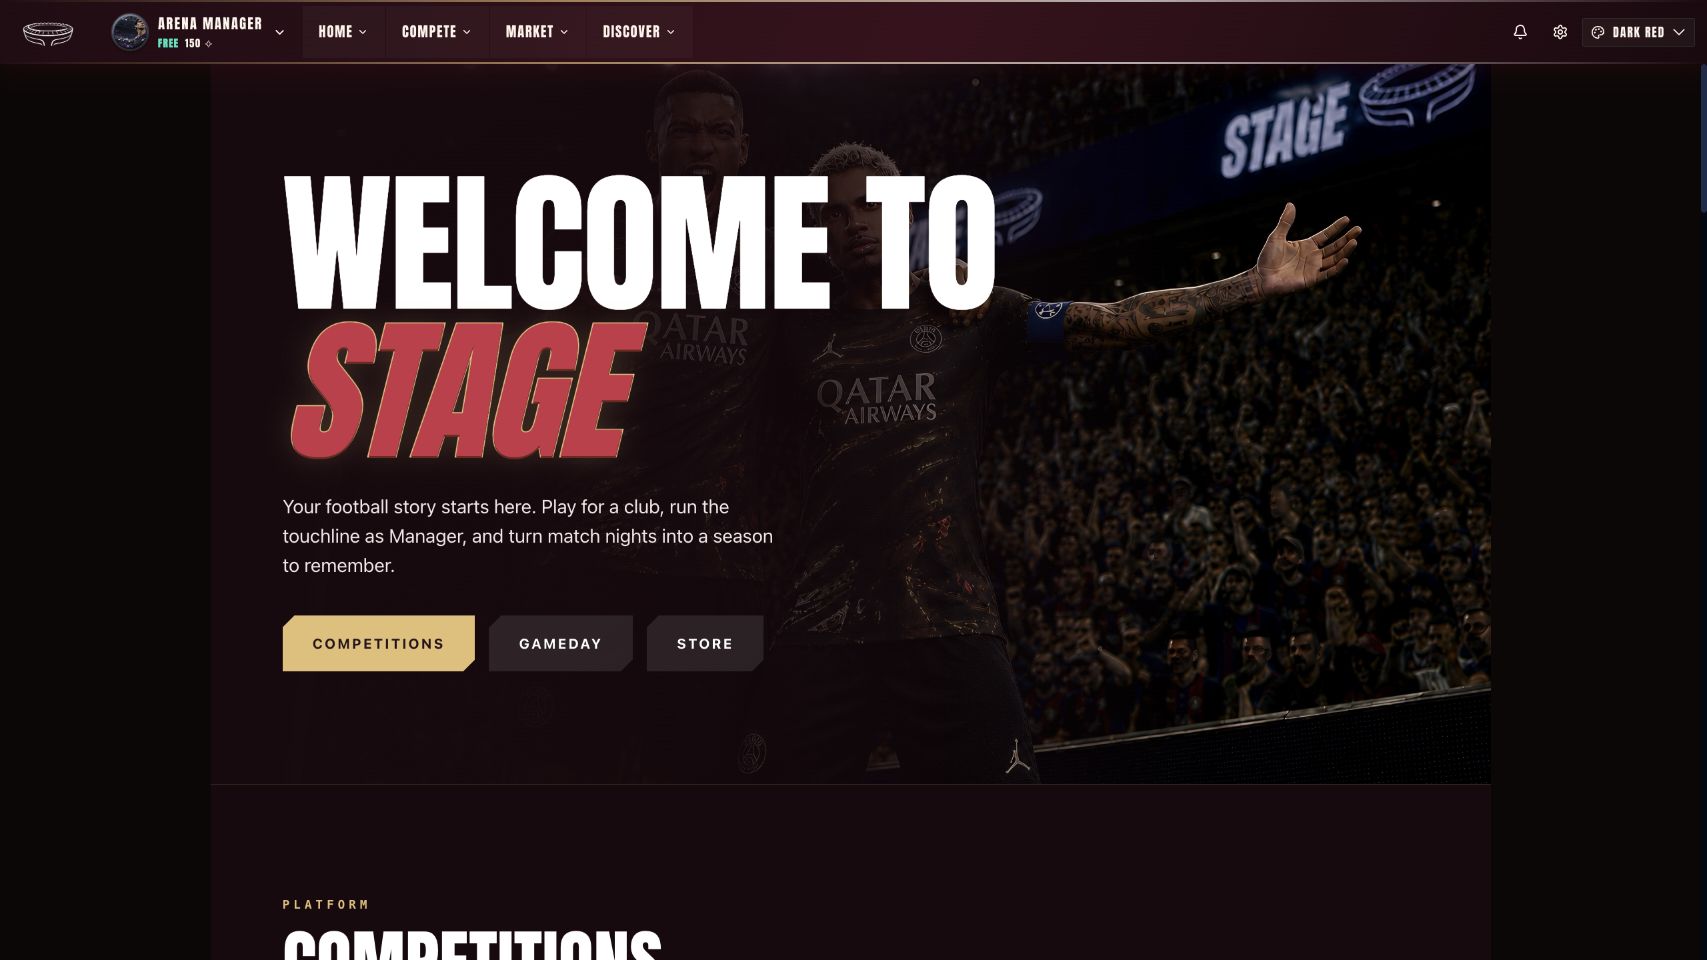 ARENA MANAGER
FREE 150
HOME
COMPETE
MARKET
DISCOVER
DARK RED
STAGE
WELCOME TO
STAGE
QATAR
AIRWAYS
QATAR
AIRWAYS
Your football story starts here. Play for a club, run the
touchline as Manager, and turn match nights into a season
to remember.
COMPETITIONS
GAMEDAY
STORE
PLATFORM
COMPETITIONS